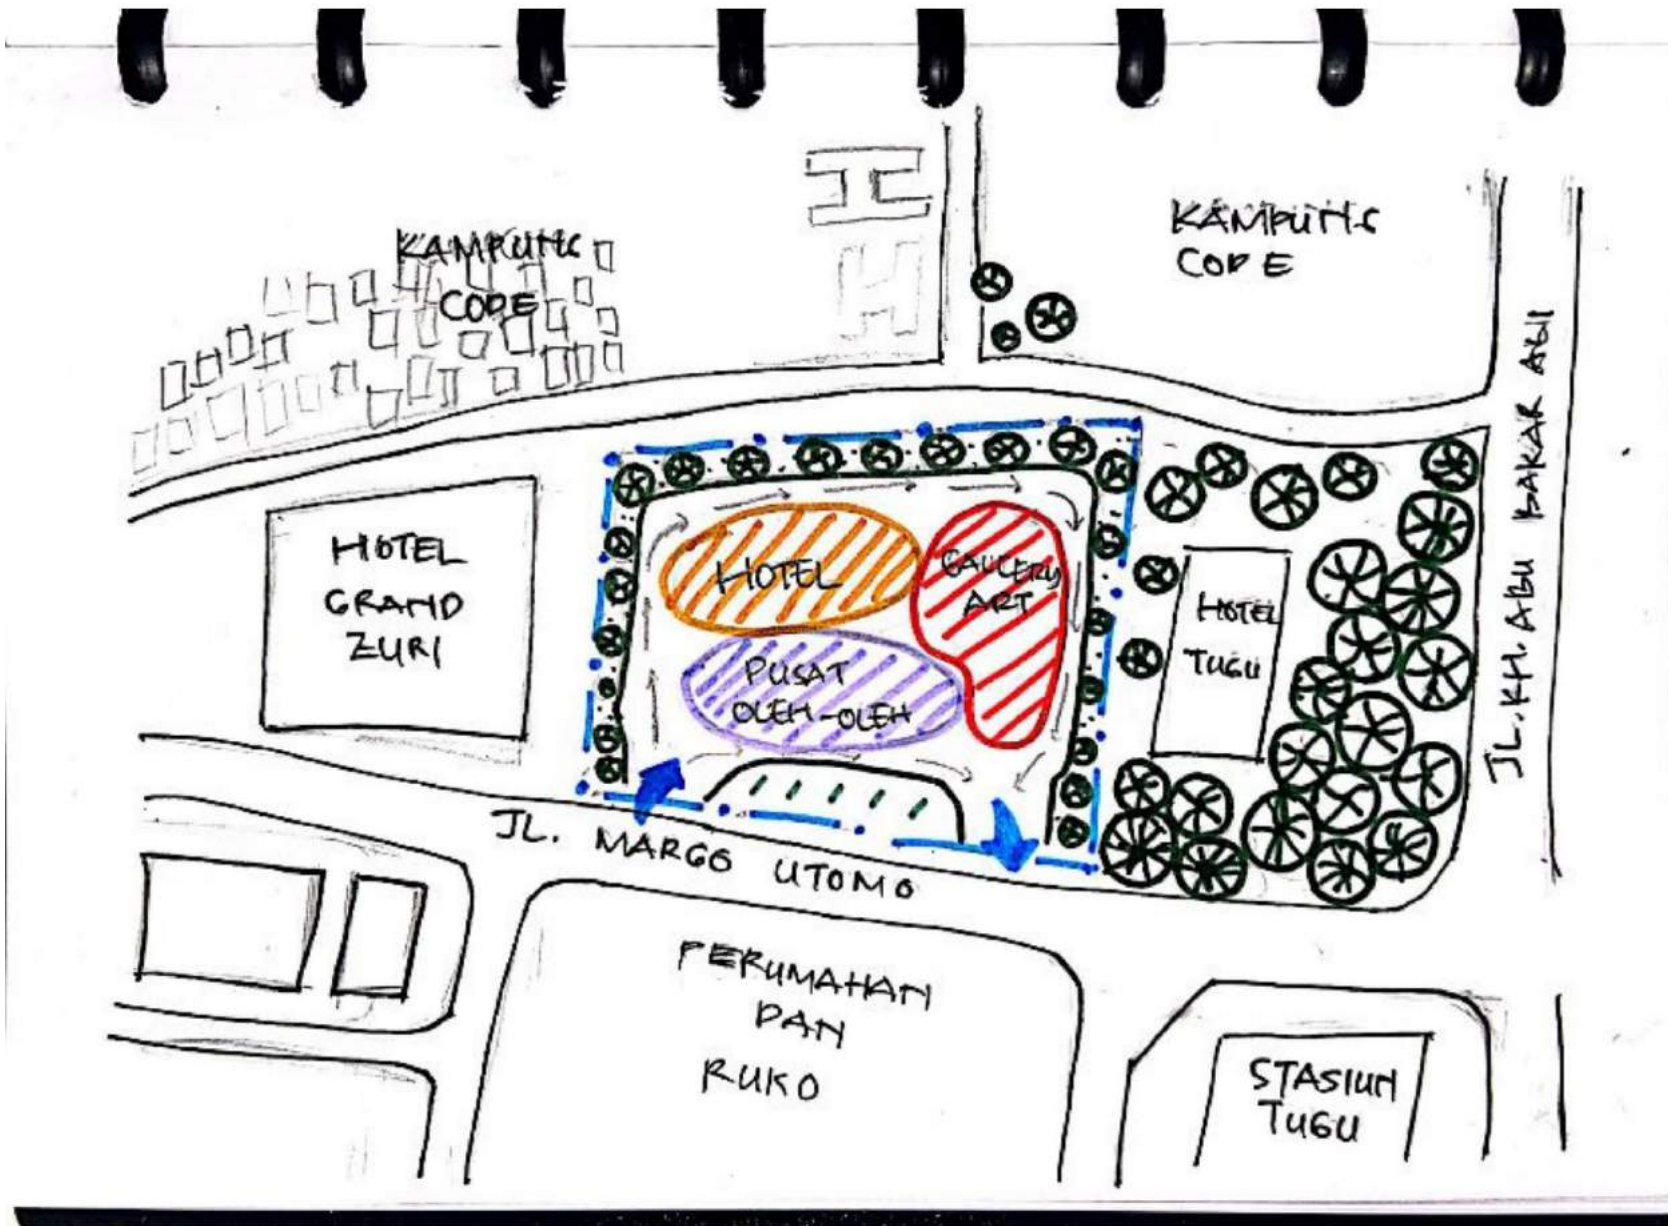 KAMPUNG
CODE
KAMPUNG
CODE
HOTEL
GRAND
ZURI
HOTEL
GALLERY
ART
PUSAT
OLEH-OLEH
HOTEL
TUGU
JL. KH. ABU BAKAR ALI
JL. MARGO UTOMO
PERUMAHAN
DAN
RUKO
STASIUN
TUGU